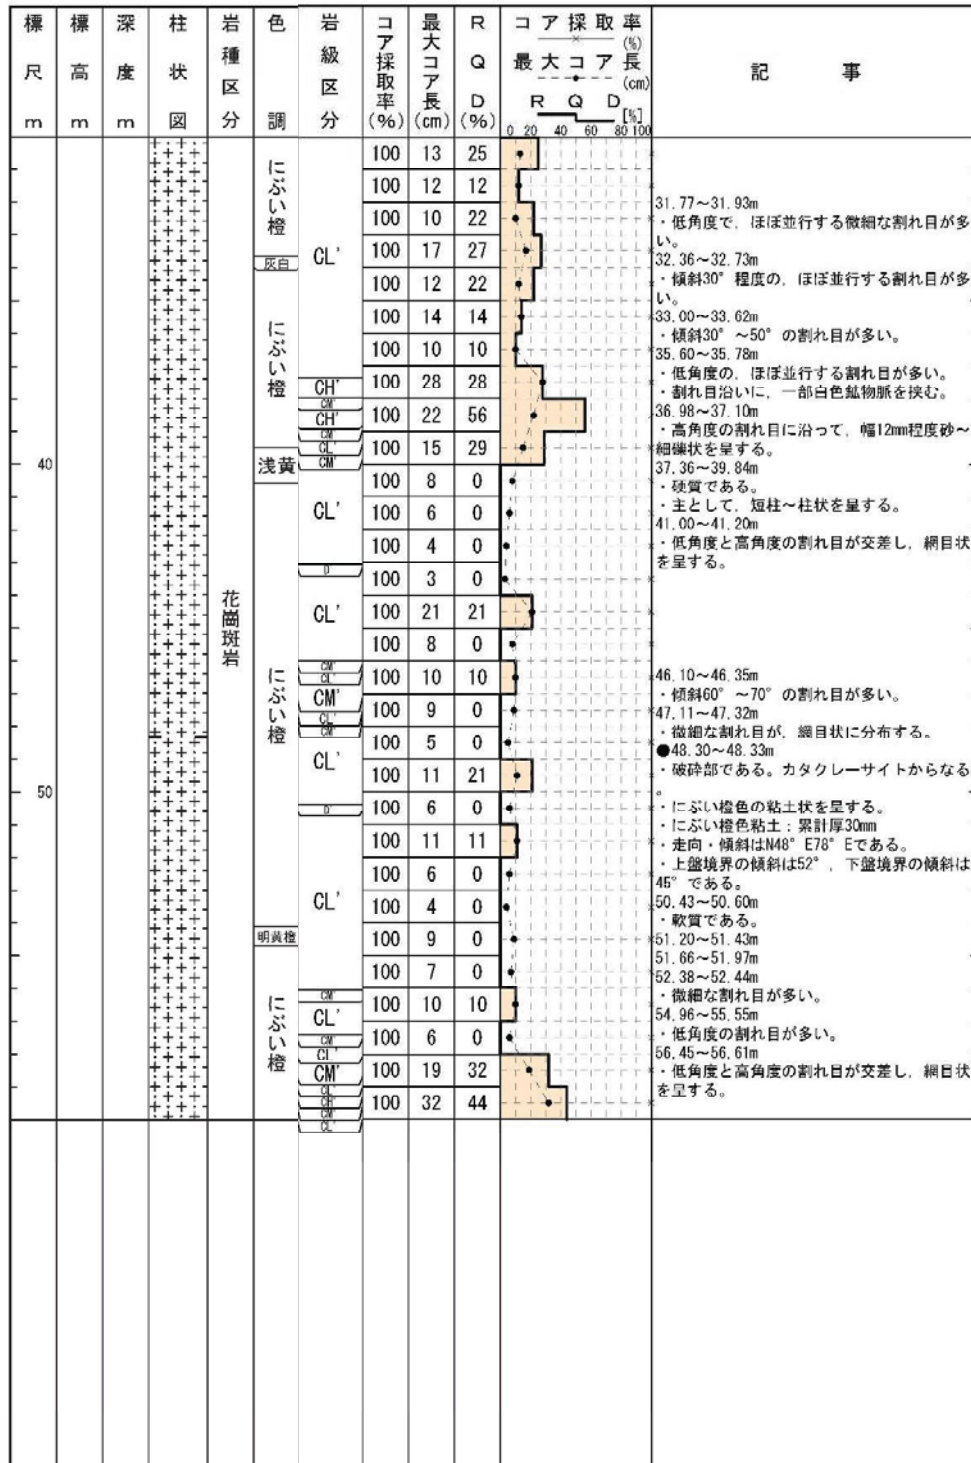 標尺m 標高m 深度m 柱状図 岩種区分 色調 岩級区分 コア採取率(%) 最大コア長(cm) RQD(%)
コア採取率(%)
最大コア長(cm)
RQD[%]
0 20 40 60 80 100
記事
にぶい橙
灰白
にぶい橙
浅黄
にぶい橙
明黄橙
にぶい橙
花崗斑岩
40
50
CL'
CH'
CM'
CH'
CM'
CL'
CM'
CL'
D'
CL'
CM'
CL'
CM'
CL'
CM'
CL'
D'
CL'
CM'
CL'
CM'
CL'
CM'
CL'
CH'
CM'
CL'
100 13 25
100 12 12
100 10 22
100 17 27
100 12 22
100 14 14
100 10 10
100 28 28
100 22 56
100 15 29
100 8 0
100 6 0
100 4 0
100 3 0
100 21 21
100 8 0
100 10 10
100 9 0
100 5 0
100 11 21
100 6 0
100 11 11
100 6 0
100 4 0
100 9 0
100 7 0
100 10 10
100 6 0
100 19 32
100 32 44
31.77～31.93m
・低角度で，ほぼ並行する微細な割れ目が多
い。
32.36～32.73m
・傾斜30°程度の，ほぼ並行する割れ目が多
い。
33.00～33.62m
・傾斜30°～50°の割れ目が多い。
35.60～35.78m
・低角度の，ほぼ並行する割れ目が多い。
・割れ目沿いに，一部白色鉱物脈を挟む。
36.98～37.10m
・高角度の割れ目に沿って，幅12mm程度砂～
細礫状を呈する。
37.36～39.84m
・硬質である。
・主として，短柱～柱状を呈する。
41.00～41.20m
・低角度と高角度の割れ目が交差し，網目状
を呈する。
46.10～46.35m
・傾斜60°～70°の割れ目が多い。
47.11～47.32m
・微細な割れ目が，網目状に分布する。
●48.30～48.33m
・破砕部である。カタクレーサイトからなる
。
・にぶい橙色の粘土状を呈する。
・にぶい橙色粘土：累計厚30mm
・走向・傾斜はN48°E78°Eである。
・上盤境界の傾斜は52°，下盤境界の傾斜は
45°である。
50.43～50.60m
・軟質である。
51.20～51.43m
51.66～51.97m
52.38～52.44m
・微細な割れ目が多い。
54.96～55.55m
・低角度の割れ目が多い。
56.45～56.61m
・低角度と高角度の割れ目が交差し，網目状
を呈する。